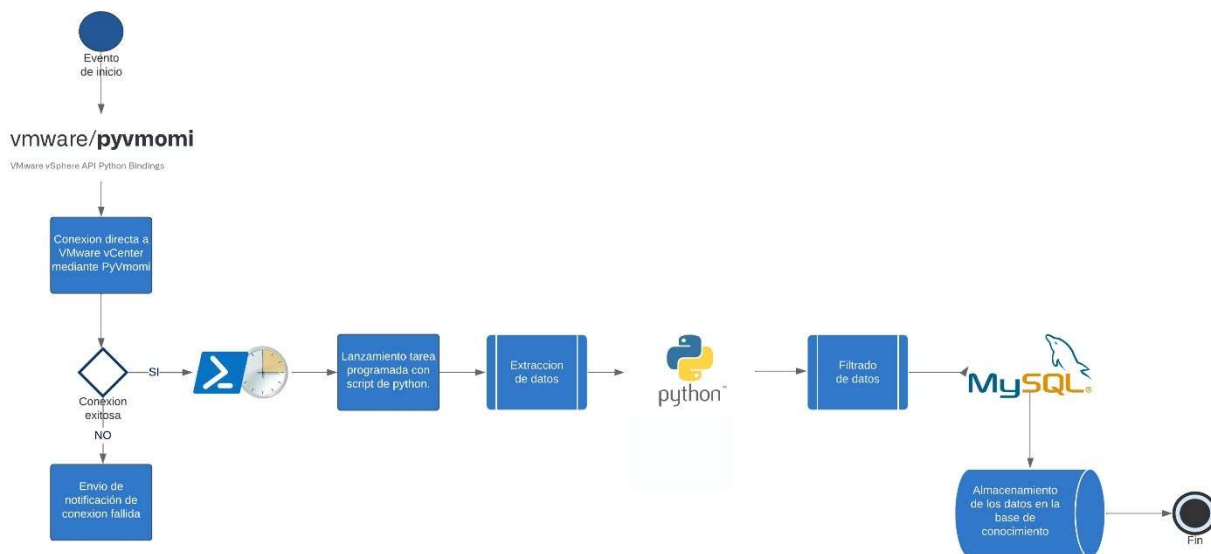 Evento
de inicio
vmware/pyvmomi
VMware vSphere API Python Bindings
Conexion directa a
VMware vCenter
mediante PyVmomi
Conexion
exitosa
SI
NO
Envio de
notificación de
conexion fallida
Lanzamiento tarea
programada con
script de python.
Extraccion
de datos
python™
Filtrado
de datos
MySQL®
Almacenamiento
de los datos en la
base de
conocimiento
Fin